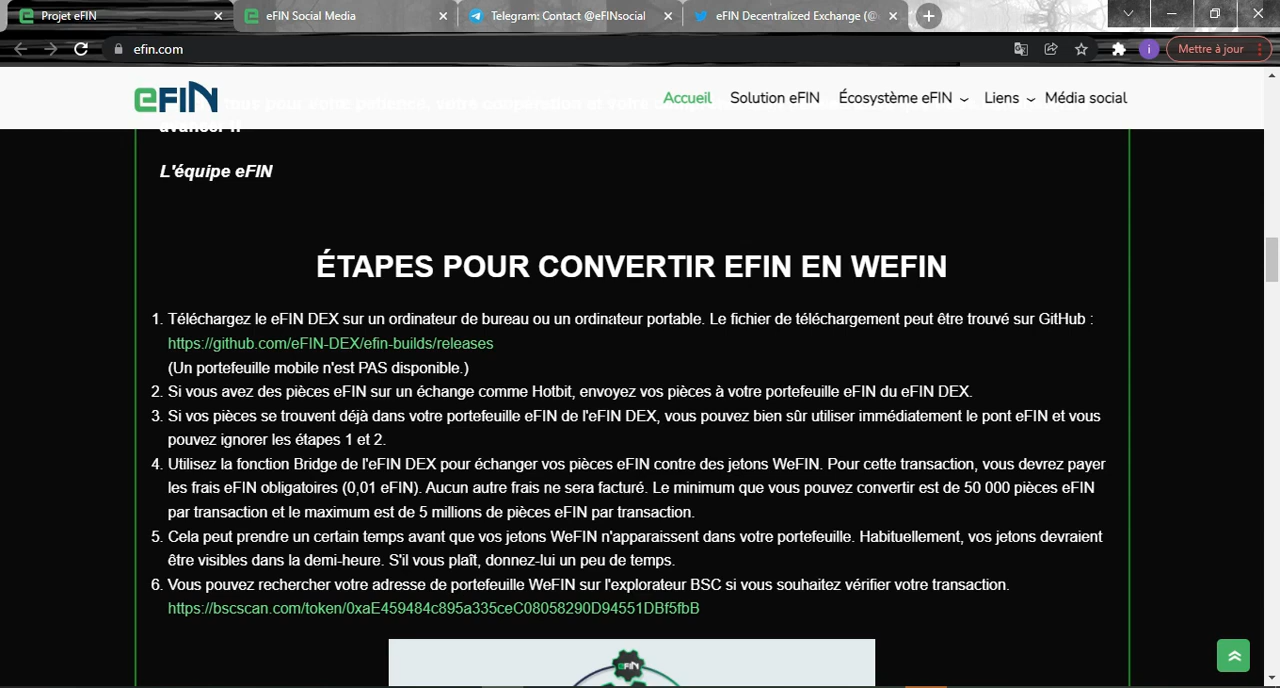 Projet eFIN
eFIN Social Media
Telegram: Contact @eFINsocial
eFIN Decentralized Exchange (@
efin.com
Mettre à jour
eFIN
Accueil
Solution eFIN
Écosystème eFIN
Liens
Média social
avancer !!
L'équipe eFIN
ÉTAPES POUR CONVERTIR EFIN EN WEFIN
1. Téléchargez le eFIN DEX sur un ordinateur de bureau ou un ordinateur portable. Le fichier de téléchargement peut être trouvé sur GitHub :
https://github.com/eFIN-DEX/efin-builds/releases
(Un portefeuille mobile n'est PAS disponible.)
2. Si vous avez des pièces eFIN sur un échange comme Hotbit, envoyez vos pièces à votre portefeuille eFIN du eFIN DEX.
3. Si vos pièces se trouvent déjà dans votre portefeuille eFIN de l'eFIN DEX, vous pouvez bien sûr utiliser immédiatement le pont eFIN et vous
pouvez ignorer les étapes 1 et 2.
4. Utilisez la fonction Bridge de l'eFIN DEX pour échanger vos pièces eFIN contre des jetons WeFIN. Pour cette transaction, vous devrez payer
les frais eFIN obligatoires (0,01 eFIN). Aucun autre frais ne sera facturé. Le minimum que vous pouvez convertir est de 50 000 pièces eFIN
par transaction et le maximum est de 5 millions de pièces eFIN par transaction.
5. Cela peut prendre un certain temps avant que vos jetons WeFIN n'apparaissent dans votre portefeuille. Habituellement, vos jetons devraient
être visibles dans la demi-heure. S'il vous plaît, donnez-lui un peu de temps.
6. Vous pouvez rechercher votre adresse de portefeuille WeFIN sur l'explorateur BSC si vous souhaitez vérifier votre transaction.
https://bscscan.com/token/0xaE459484c895a335ceC08058290D94551DBf5fbB
eFIN